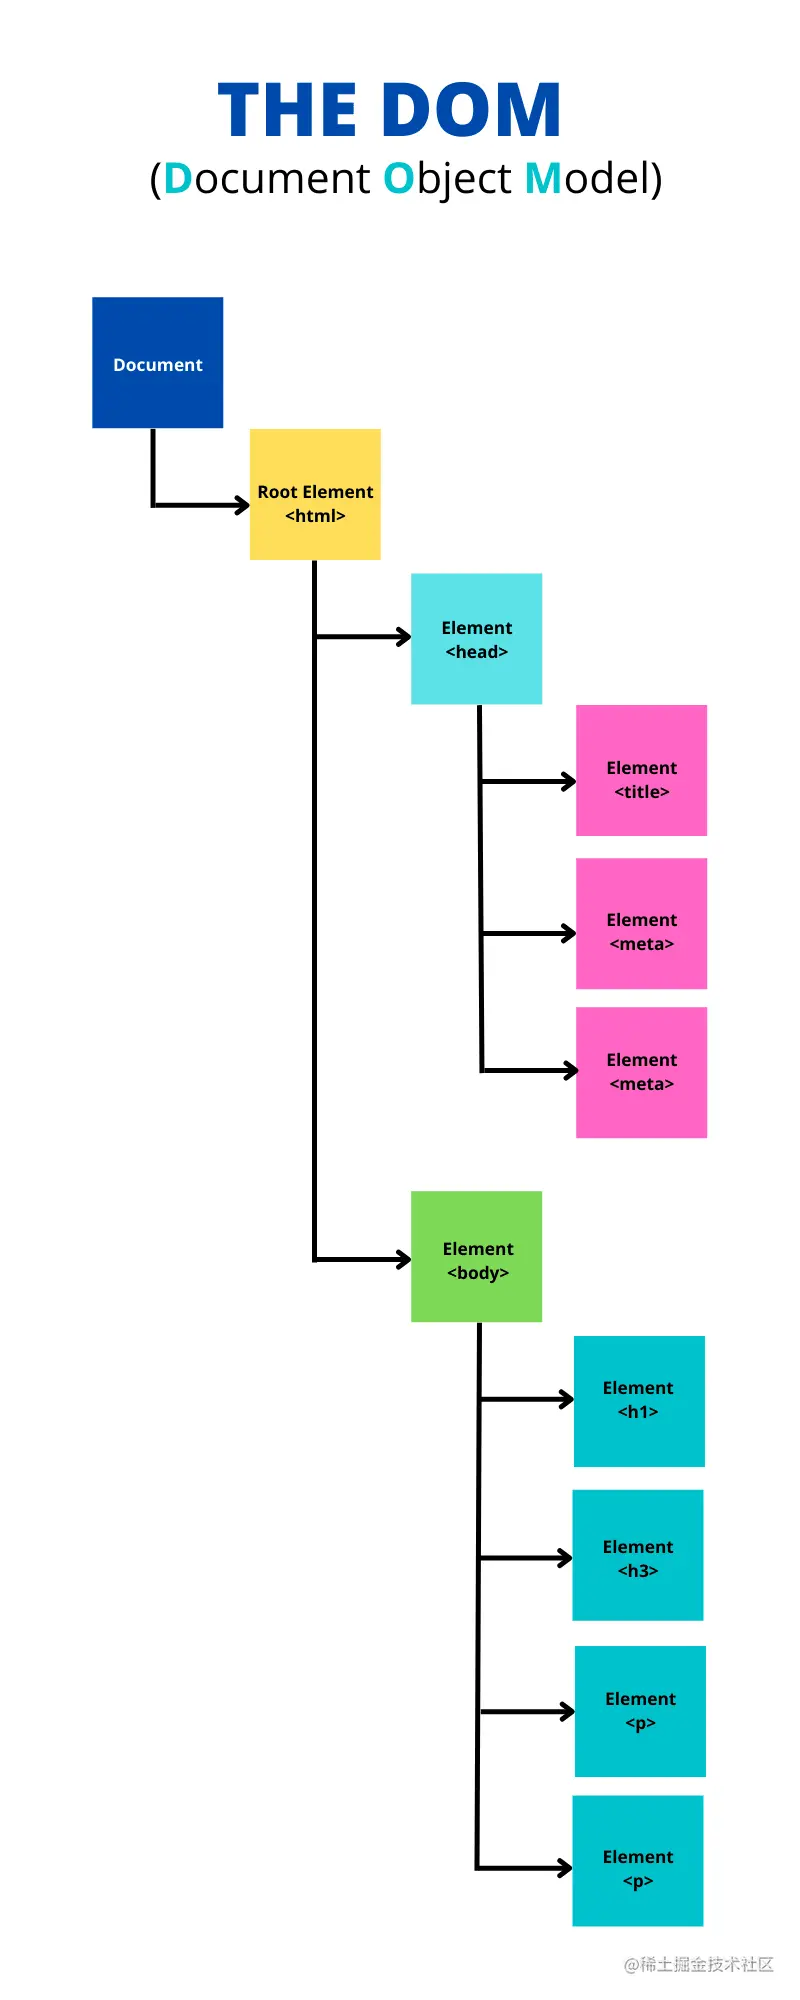 THE DOM
(Document Object Model)
Document
Root Element
<html>
Element
<head>
Element
<title>
Element
<meta>
Element
<meta>
Element
<body>
Element
<h1>
Element
<h3>
Element
<p>
Element
<p>
@稀土掘金技术社区